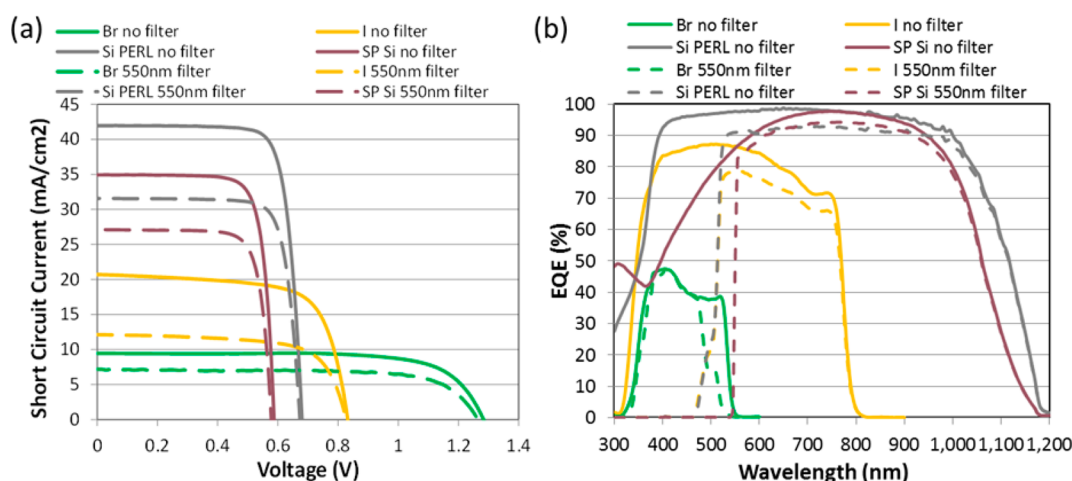 (a)
Br no filter
I no filter
Si PERL no filter
SP Si no filter
Br 550nm filter
I 550nm filter
Si PERL 550nm filter
SP Si 550nm filter
Short Circuit Current (mA/cm2)
45
40
35
30
25
20
15
10
5
0
0 0.2 0.4 0.6 0.8 1 1.2 1.4
Voltage (V)
(b)
Br no filter
I no filter
Si PERL no filter
SP Si no filter
Br 550nm filter
I 550nm filter
Si PERL no filter
SP Si 550nm filter
EQE (%)
100
90
80
70
60
50
40
30
20
10
0
300 400 500 600 700 800 900 1,000 1,100 1,200
Wavelength (nm)